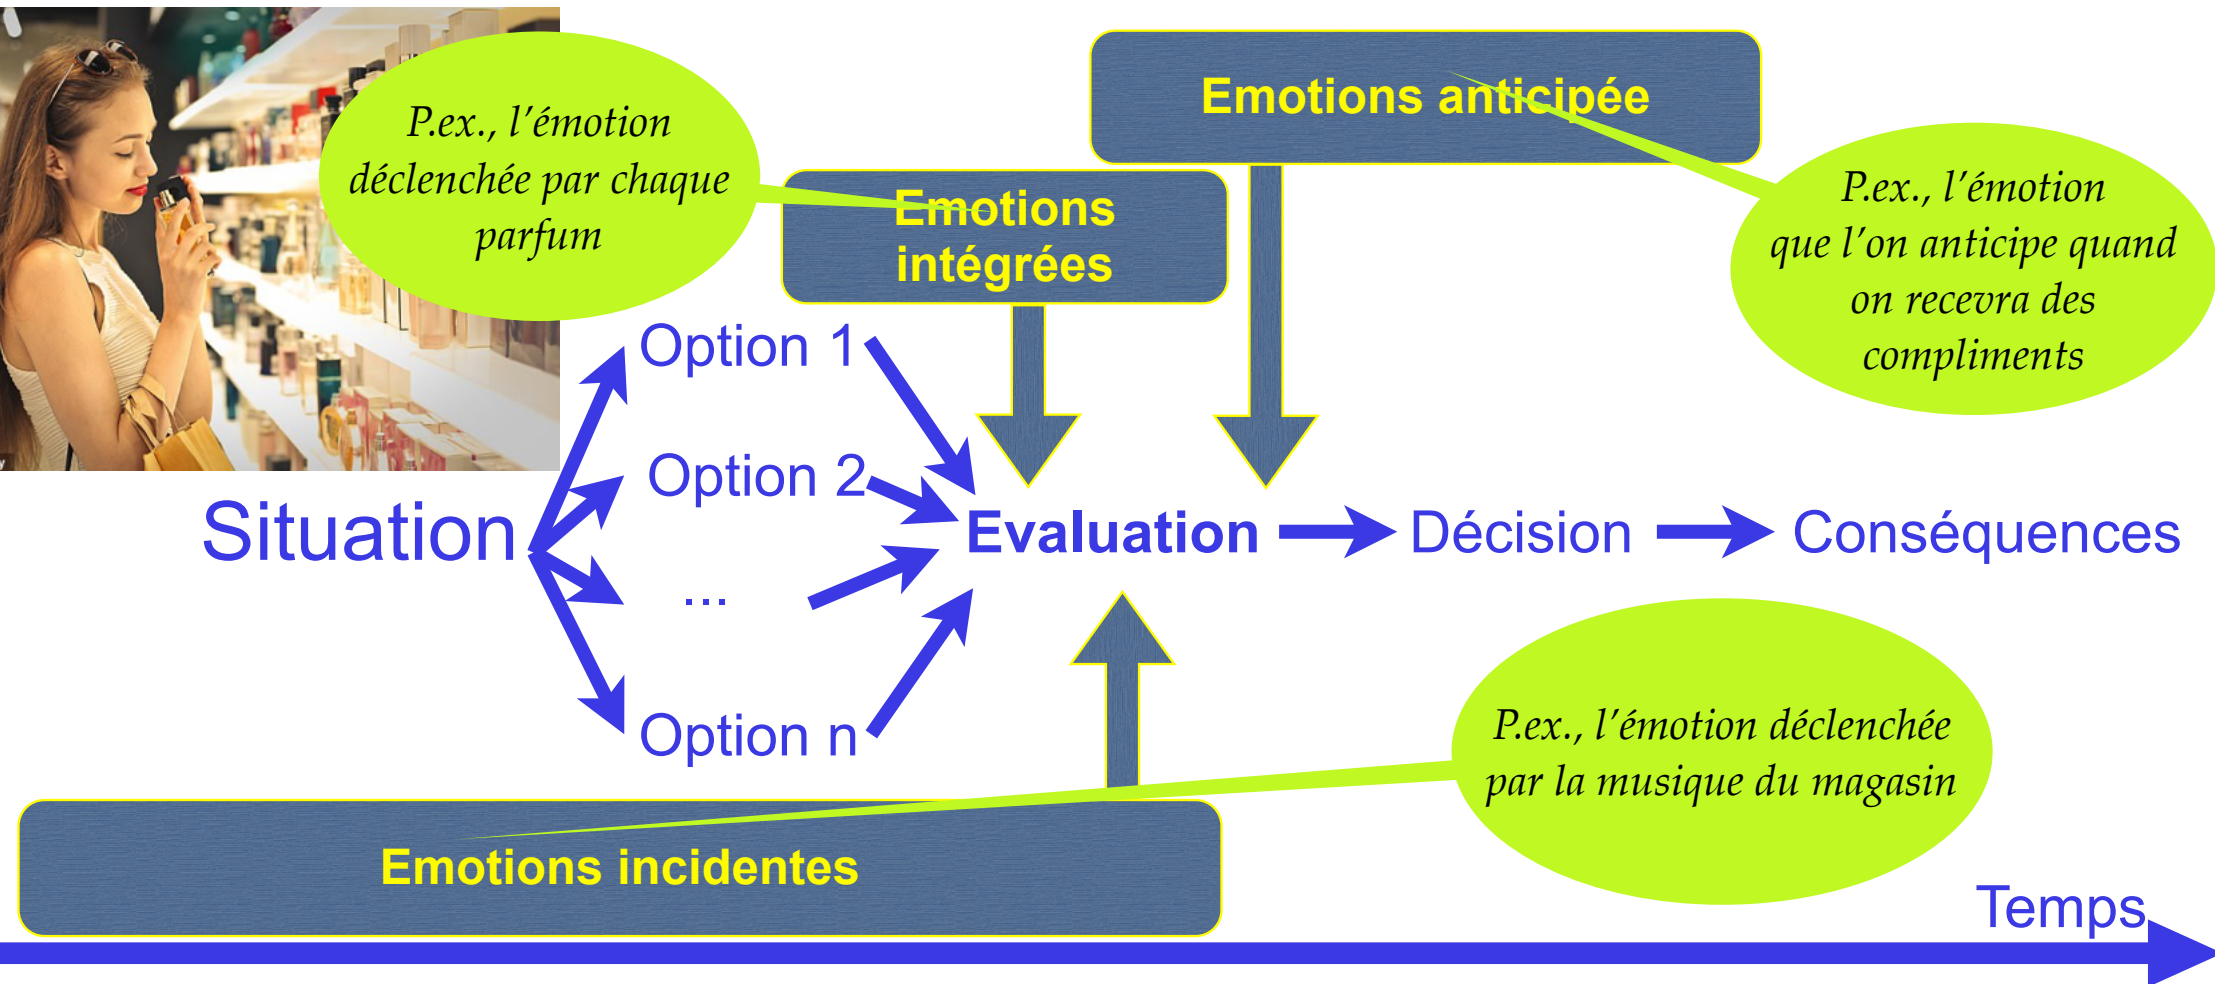 P.ex., l'émotion
déclenchée par chaque
parfum
Emotions anticipée
Emotions
intégrées
P.ex., l'émotion
que l'on anticipe quand
on recevra des
compliments
Option 1
Option 2
Situation
...
Option n
Evaluation
Décision
Conséquences
P.ex., l'émotion déclenchée
par la musique du magasin
Emotions incidentes
Temps